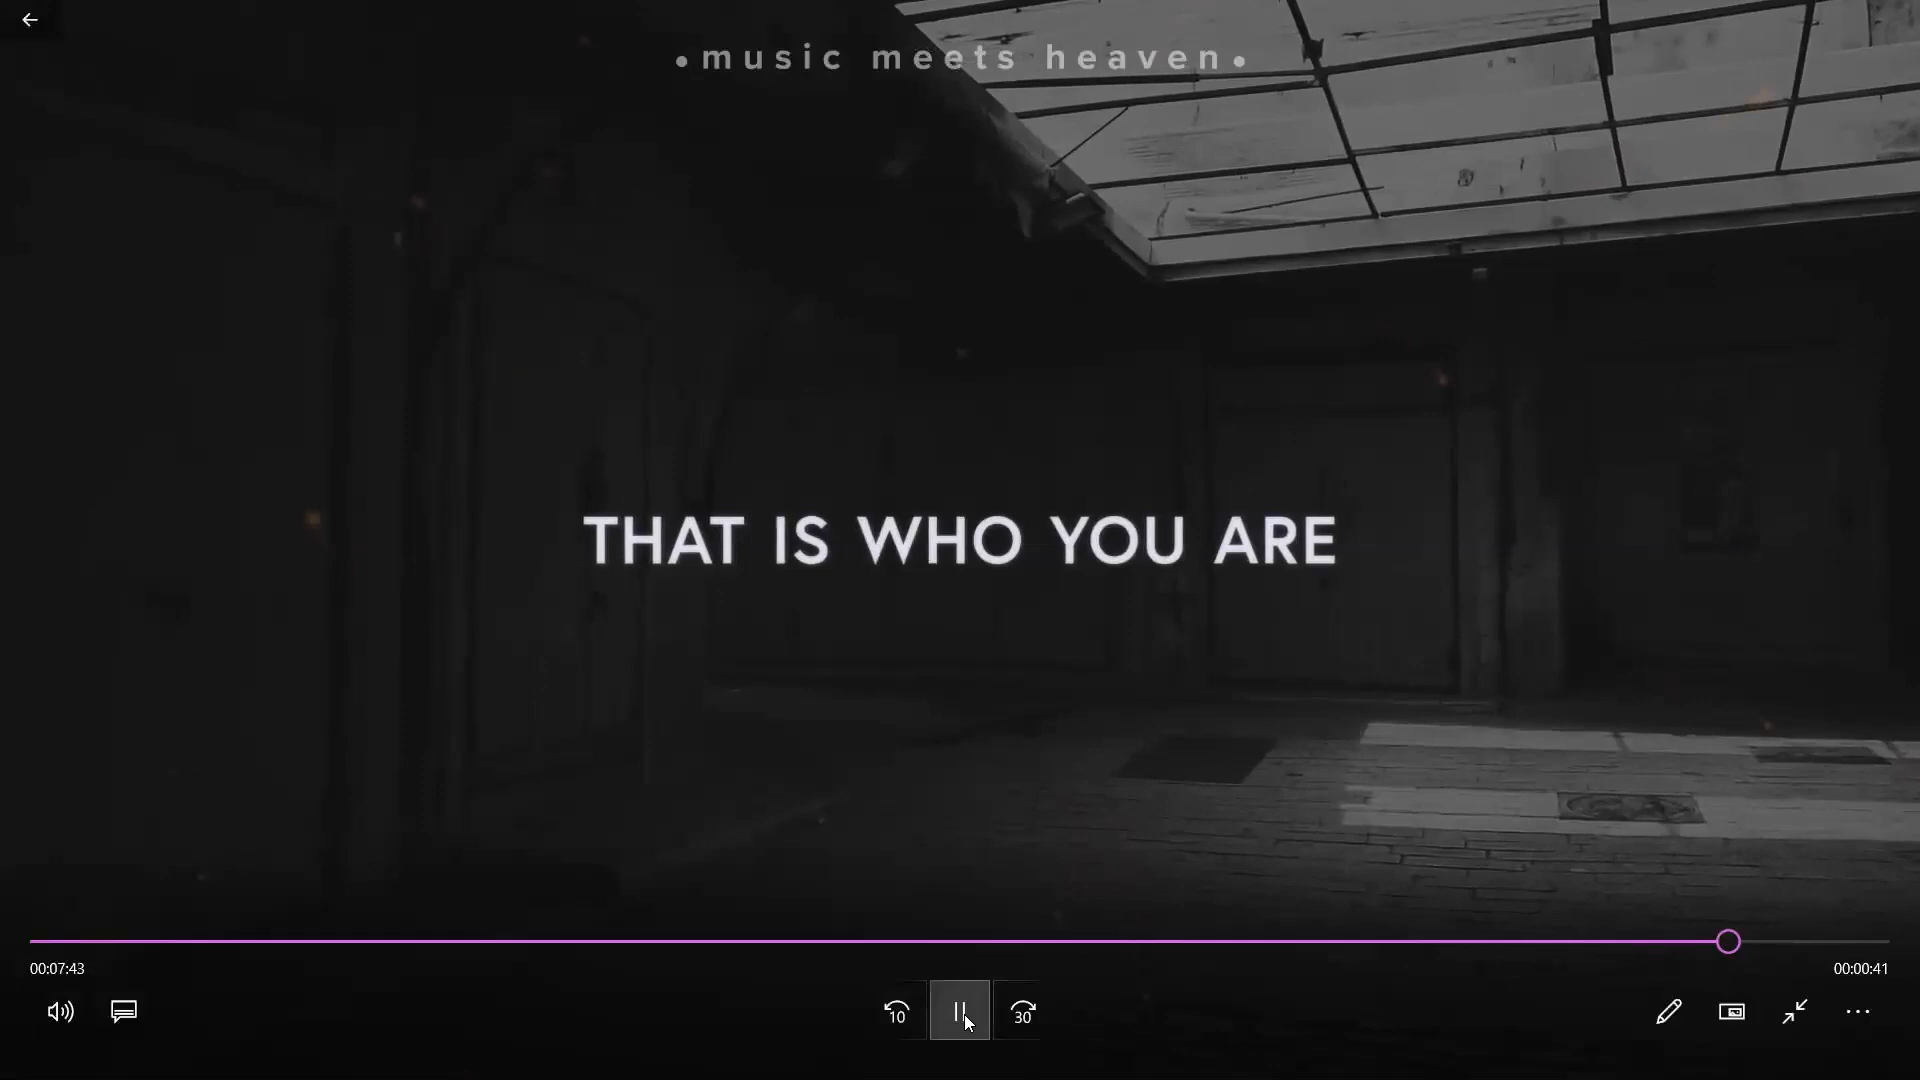 •music meets heaven•
THAT IS WHO YOU ARE
00:07:43
00:00:41
10
30